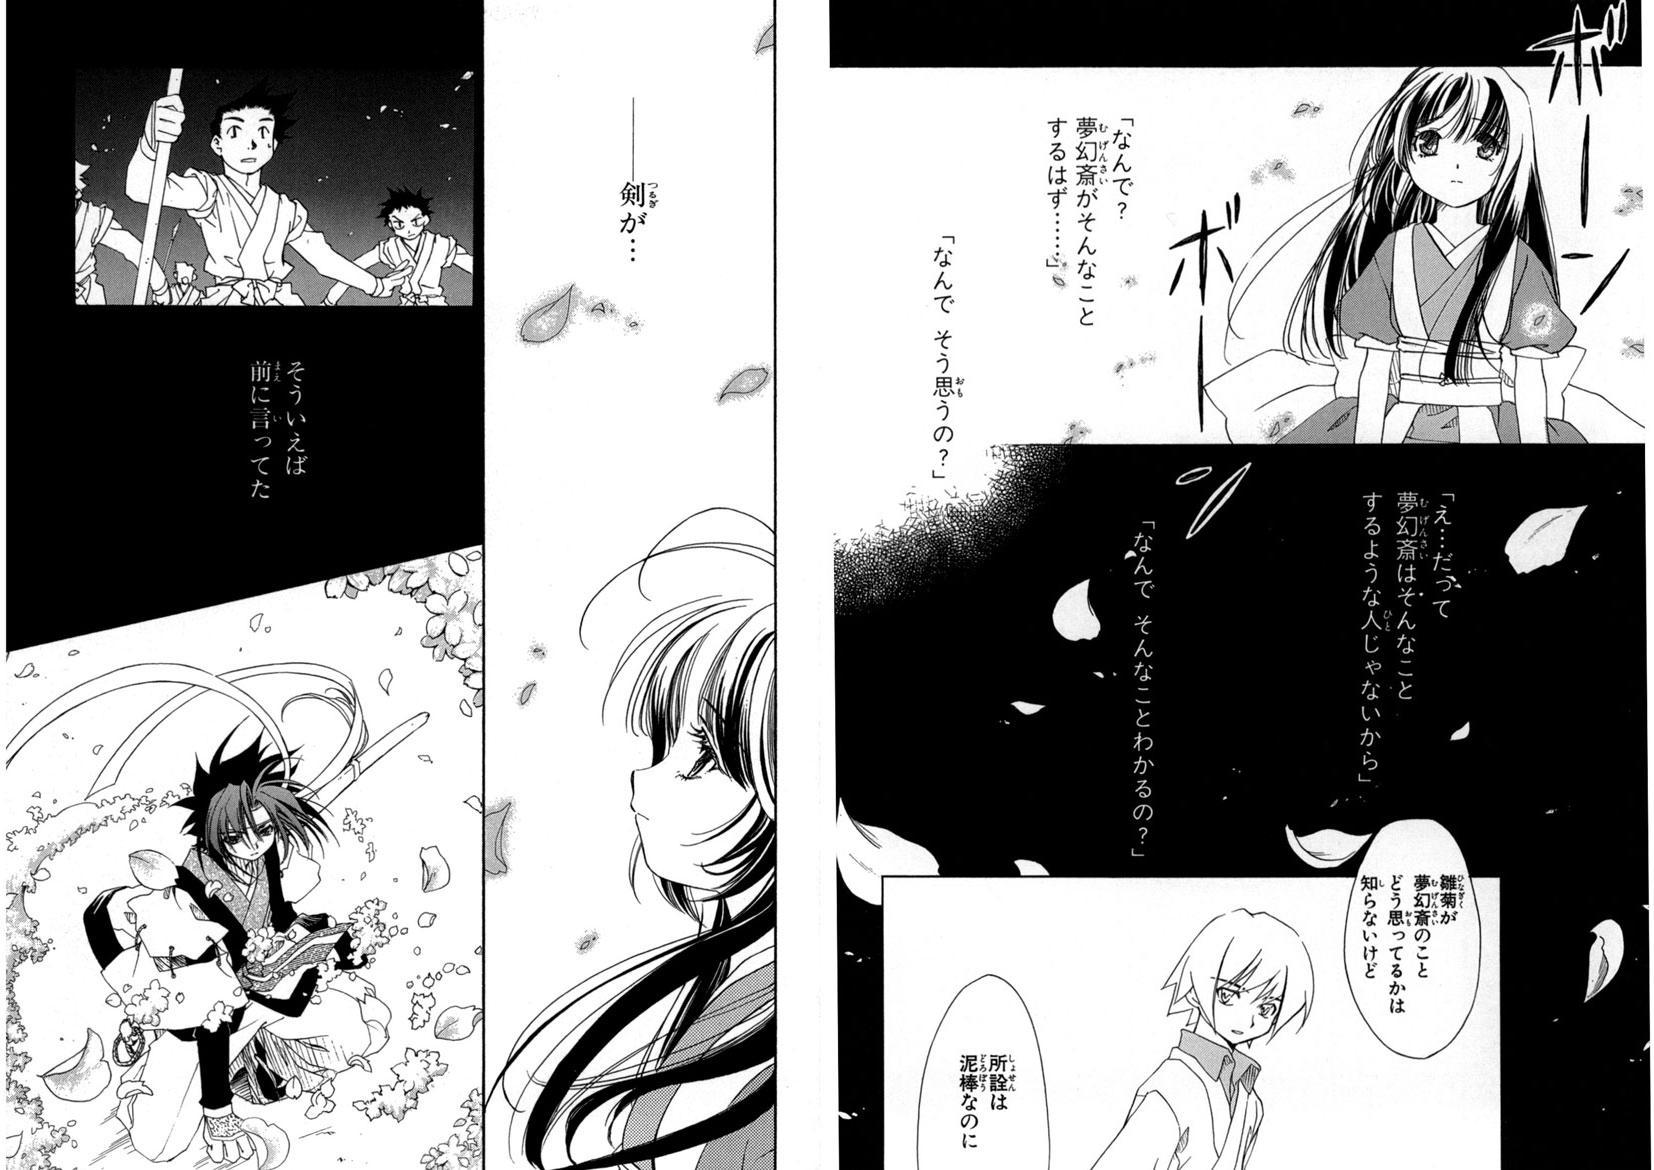 ボーン
ボーン
「なんで？
夢幻斎がそんなこと
するはず……」
「なんで そう思うの？」
「え…だって
夢幻斎はそんなこと
するような人じゃないから」
「なんで そんなことわかるの？」
雛菊が
夢幻斎のこと
どう思ってるかは
知らないけど
所詮は
泥棒なのに
――剣が…
そういえば
前に言ってた